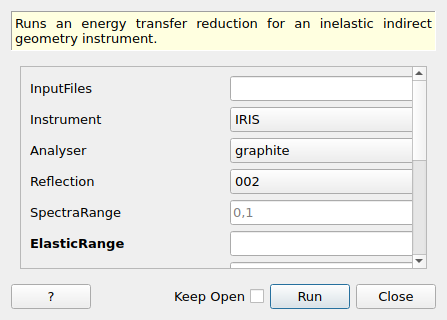 Runs an energy transfer reduction for an inelastic indirect
geometry instrument.
InputFiles
Instrument IRIS
Analyser graphite
Reflection 002
SpectraRange 0,1
ElasticRange
? Keep Open Run Close